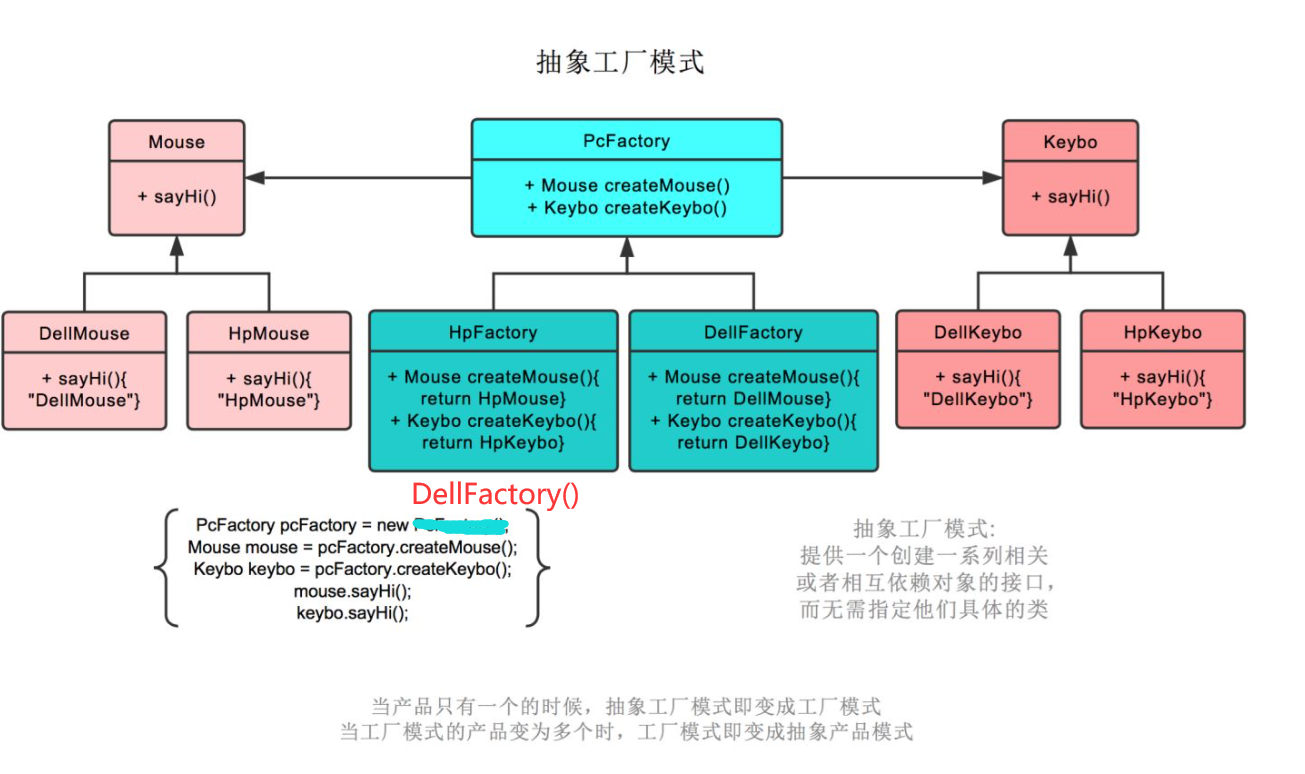 抽象工厂模式
Mouse
+ sayHi()
PcFactory
+ Mouse createMouse()
+ Keybo createKeybo()
Keybo
+ sayHi()
DellMouse
+ sayHi(){
"DellMouse"}
HpMouse
+ sayHi(){
"HpMouse"}
HpFactory
+ Mouse createMouse(){
return HpMouse}
+ Keybo createKeybo(){
return HpKeybo}
DellFactory
+ Mouse createMouse(){
return DellMouse}
+ Keybo createKeybo(){
return DellKeybo}
DellKeybo
+ sayHi(){
"DellKeybo"}
HpKeybo
+ sayHi(){
"HpKeybo"}
DellFactory()
PcFactory pcFactory = new
Mouse mouse = pcFactory.createMouse();
Keybo keybo = pcFactory.createKeybo();
mouse.sayHi();
keybo.sayHi();
抽象工厂模式:
提供一个创建一系列相关
或者相互依赖对象的接口，
而无需指定他们具体的类
当产品只有一个的时候，抽象工厂模式即变成工厂模式
当工厂模式的产品变为多个时，工厂模式即变成抽象产品模式